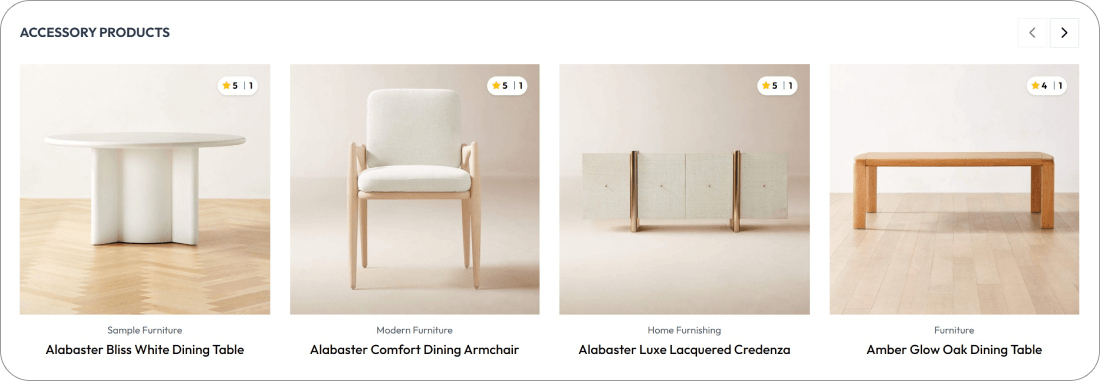 ACCESSORY PRODUCTS
5 | 1
5 | 1
5 | 1
4 | 1
Sample Furniture
Modern Furniture
Home Furnishing
Furniture
Alabaster Bliss White Dining Table
Alabaster Comfort Dining Armchair
Alabaster Luxe Lacquered Credenza
Amber Glow Oak Dining Table